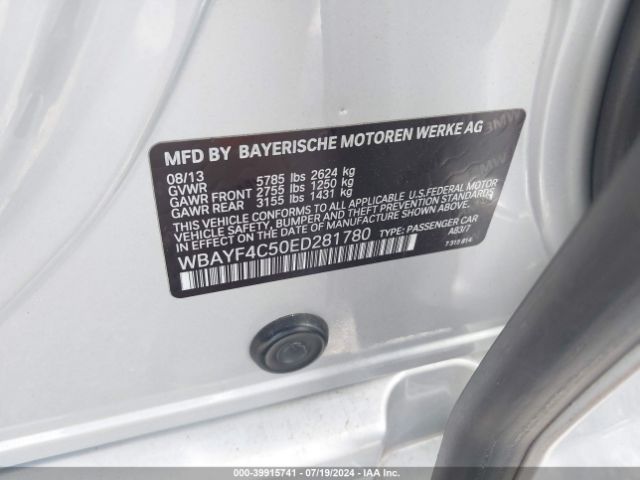 MFD BY BAYERISCHE MOTOREN WERKE AG
08/13
GVWR 5785 lbs 2624 kg
GAWR FRONT 2755 lbs 1250 kg
GAWR REAR 3155 lbs 1431 kg
THIS VEHICLE CONFORMS TO ALL APPLICABLE U.S.FEDERAL MOTOR
VEHICLE SAFETY, BUMPER AND THEFT PREVENTION STANDARDS
IN EFFECT ON THE DATE OF MANUFACTURE SHOWN ABOVE.
WBAYF4C50ED281780 TYPE: PASSENGER CAR
A83/7
7 310 814
000-39915741 - 07/19/2024 - IAA Inc.